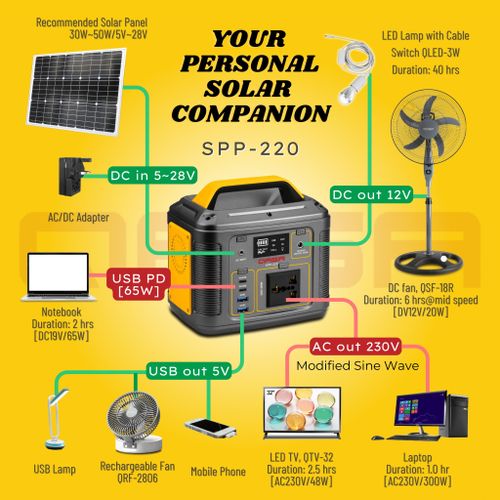 Recommended Solar Panel
30W~50W/5V~28V
YOUR
PERSONAL
SOLAR
COMPANION
SPP-220
LED Lamp with Cable
Switch QLED-3W
Duration: 40 hrs
DC in 5~28V
DC out 12V
AC/DC Adapter
USB PD
[65W]
Notebook
Duration: 2 hrs
[DC19V/65W]
DC fan, QSF-18R
Duration: 6 hrs@mid speed
[DV12V/20W]
AC out 230V
Modified Sine Wave
USB out 5V
USB Lamp
Rechargeable Fan
QRF-2806
Mobile Phone
LED TV, QTV-32
Duration: 2.5 hrs
[AC230V/48W]
Laptop
Duration: 1.0 hr
[AC230V/300W]